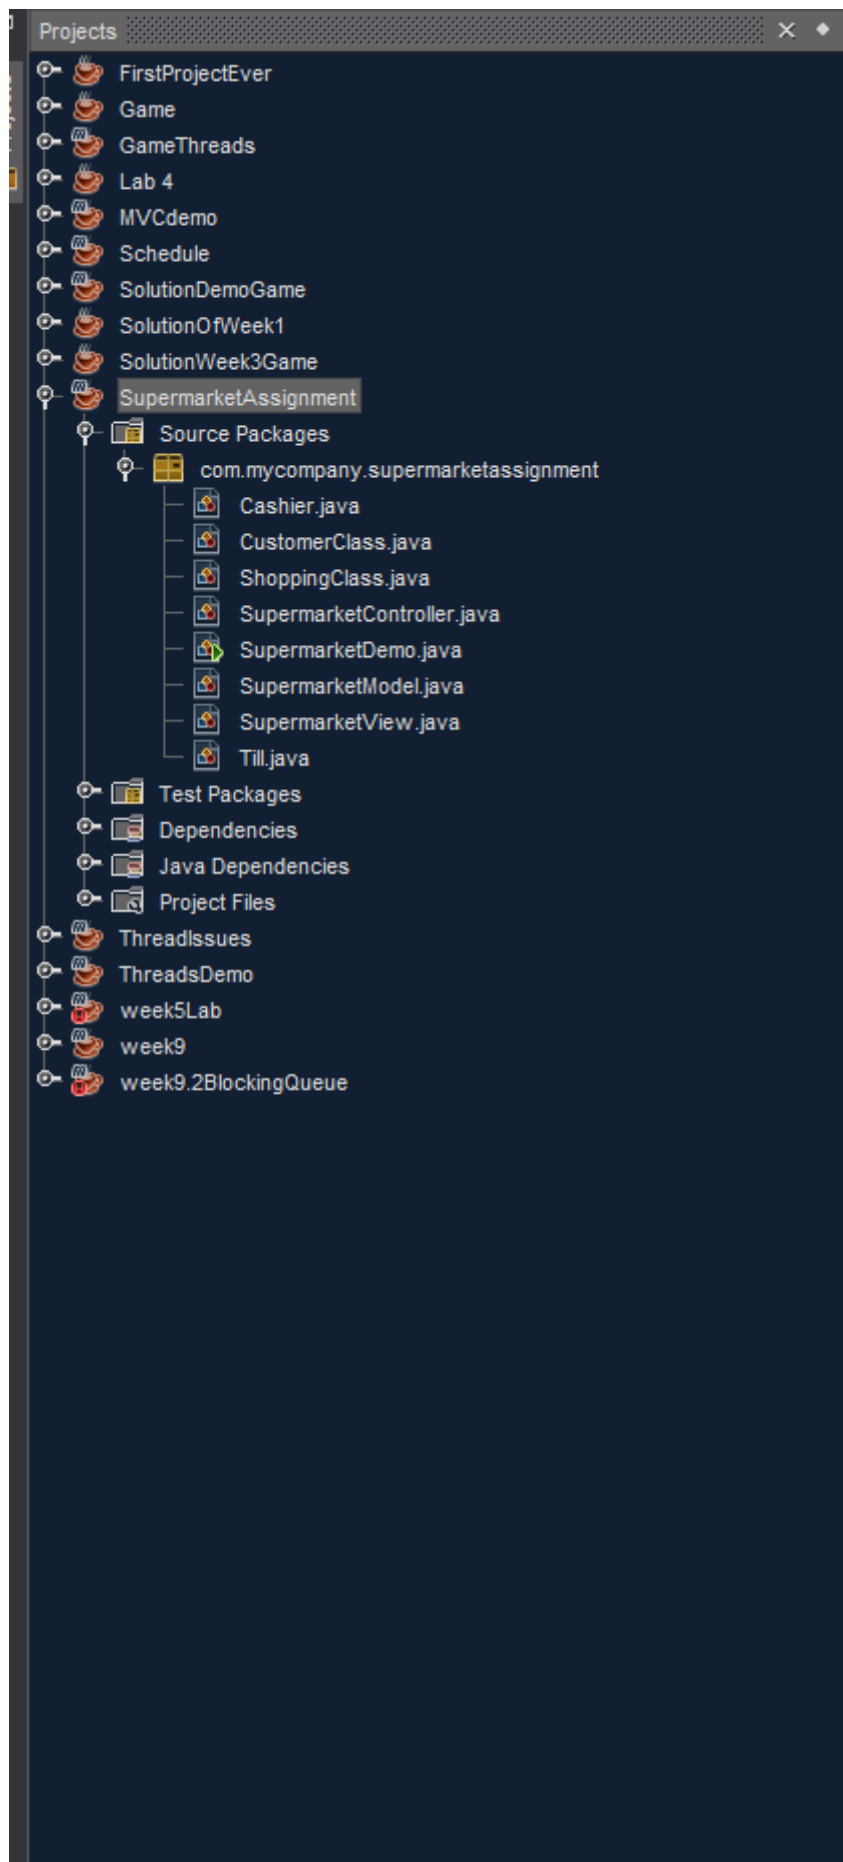 Projects
FirstProjectEver
Game
GameThreads
Lab 4
MVCdemo
Schedule
SolutionDemoGame
SolutionOfWeek1
SolutionWeek3Game
SupermarketAssignment
Source Packages
com.mycompany.supermarketassignment
Cashier.java
CustomerClass.java
ShoppingClass.java
SupermarketController.java
SupermarketDemo.java
SupermarketModel.java
SupermarketView.java
Till.java
Test Packages
Dependencies
Java Dependencies
Project Files
ThreadIssues
ThreadsDemo
week5Lab
week9
week9.2BlockingQueue